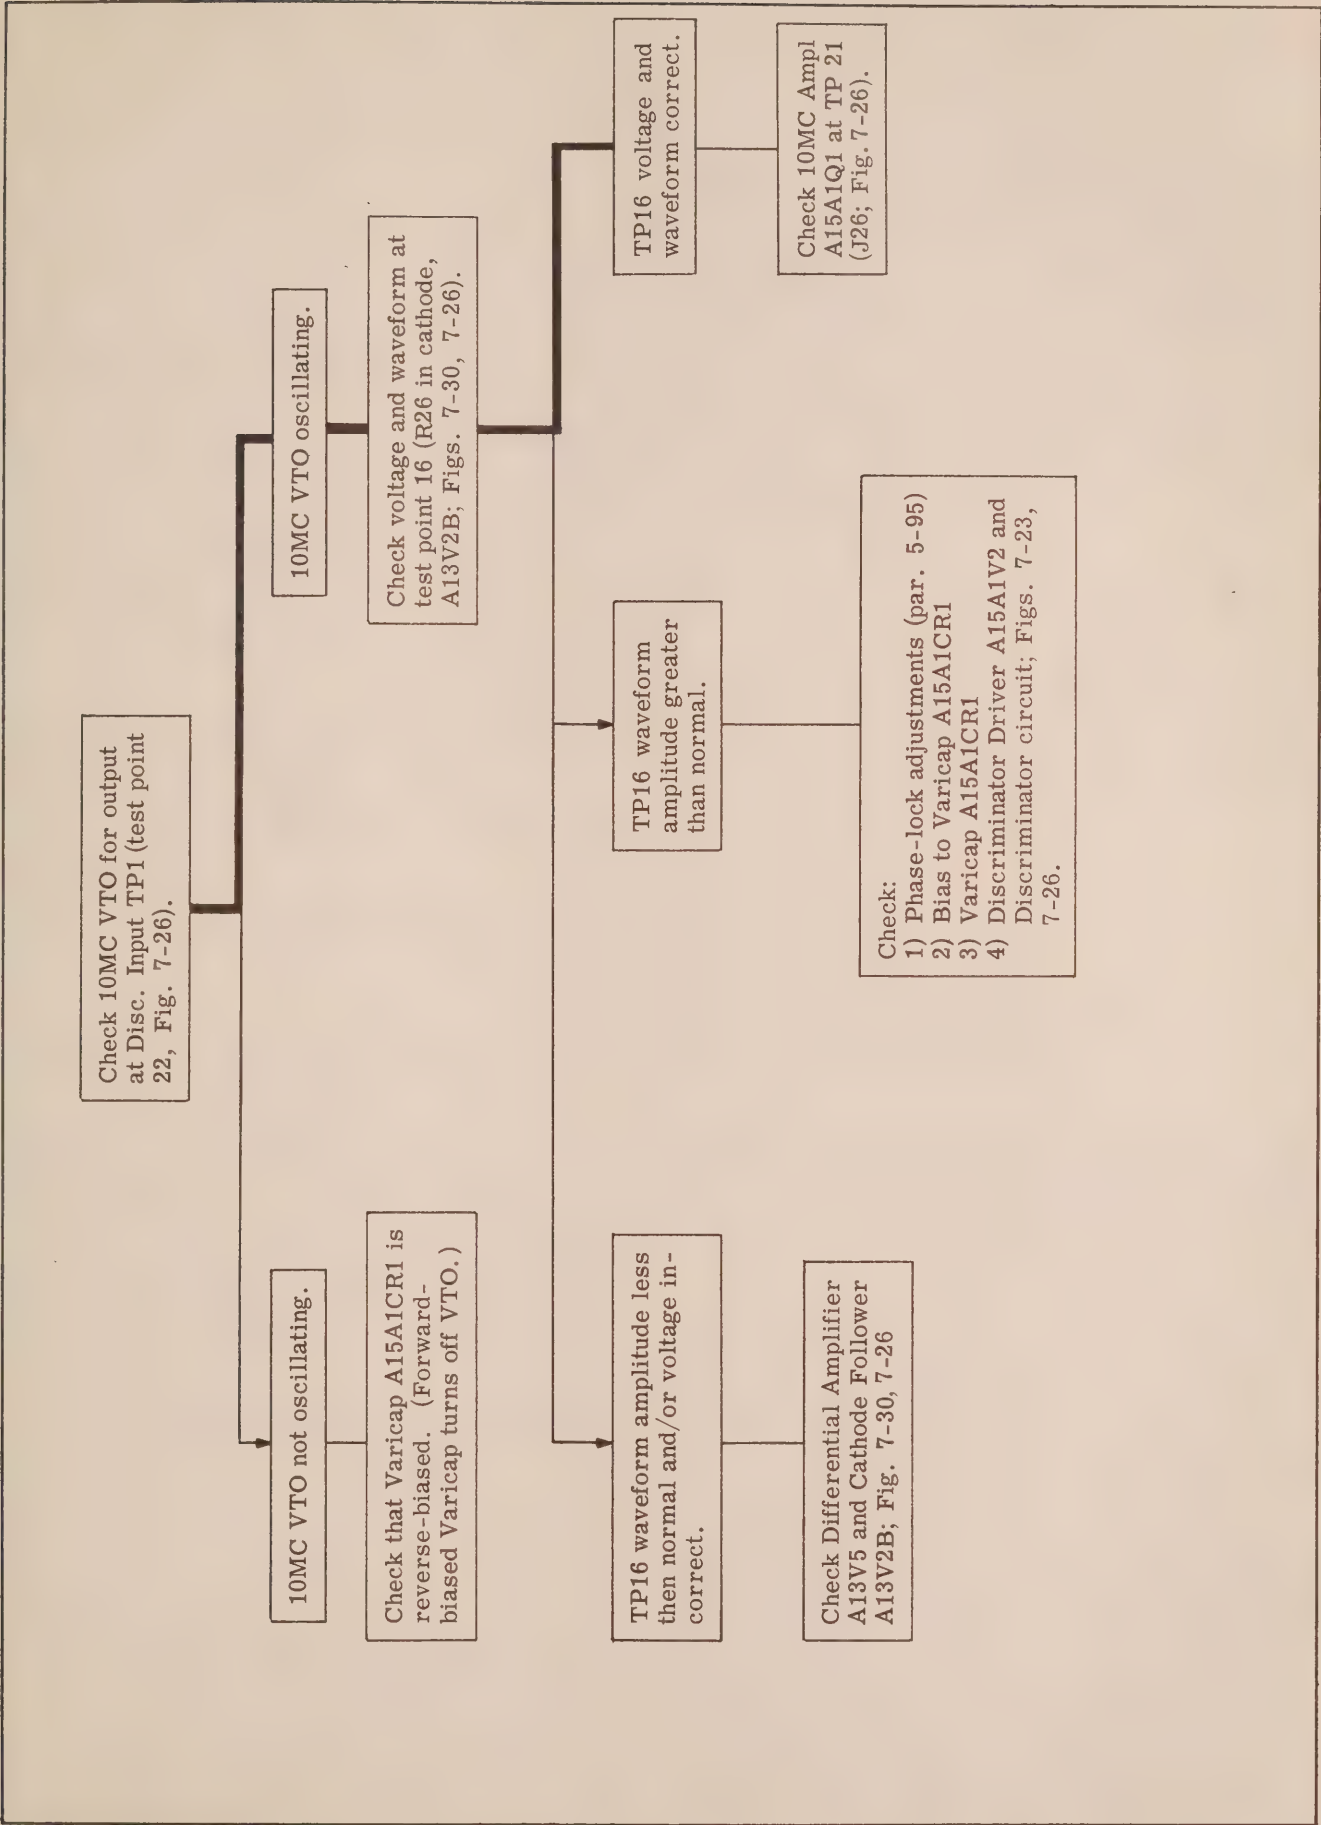 Check 10MC VTO for output
at Disc. Input TP1 (test point
22, Fig. 7-26).
10MC VTO not oscillating.
10MC VTO oscillating.
Check that Varicap A15A1CR1 is
reverse-biased. (Forward-
biased Varicap turns off VTO.)
Check voltage and waveform at
test point 16 (R26 in cathode,
A13V2B; Figs. 7-30, 7-26).
TP16 waveform amplitude less
then normal and/or voltage in-
correct.
TP16 waveform
amplitude greater
than normal.
TP16 voltage and
waveform correct.
Check Differential Amplifier
A13V5 and Cathode Follower
A13V2B; Fig. 7-30, 7-26
Check:
1) Phase-lock adjustments (par. 5-95)
2) Bias to Varicap A15A1CR1
3) Varicap A15A1CR1
4) Discriminator Driver A15A1V2 and
Discriminator circuit; Figs. 7-23,
7-26.
Check 10MC Ampl
A15A1Q1 at TP 21
(J26; Fig. 7-26).